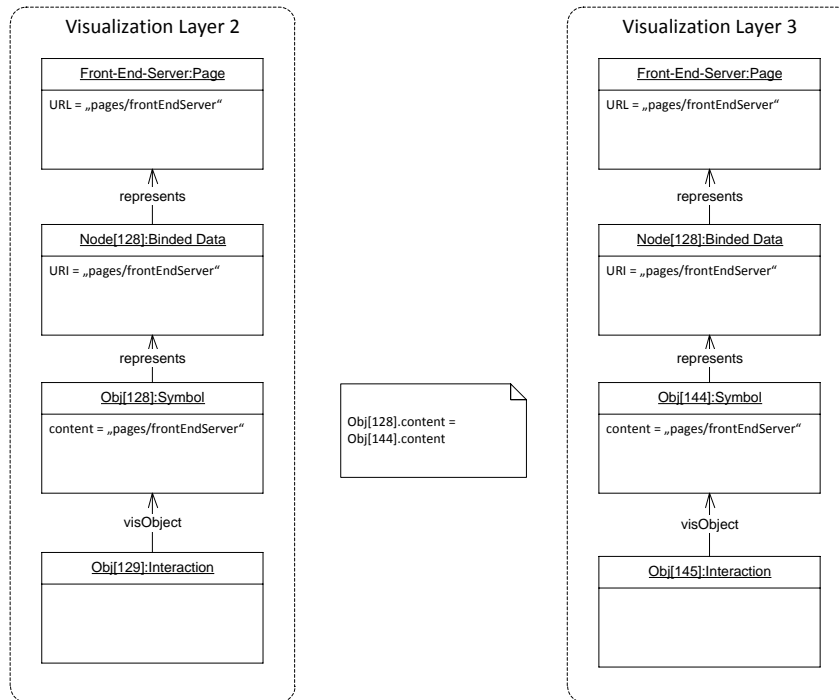 Visualization Layer 2
Front-End-Server:Page
URL = „pages/frontEndServer“
represents
Node[128]:Binded Data
URI = „pages/frontEndServer“
represents
Obj[128]:Symbol
content = „pages/frontEndServer“
visObject
Obj[129]:Interaction
Obj[128].content =
Obj[144].content
Visualization Layer 3
Front-End-Server:Page
URL = „pages/frontEndServer“
represents
Node[128]:Binded Data
URI = „pages/frontEndServer“
represents
Obj[144]:Symbol
content = „pages/frontEndServer“
visObject
Obj[145]:Interaction